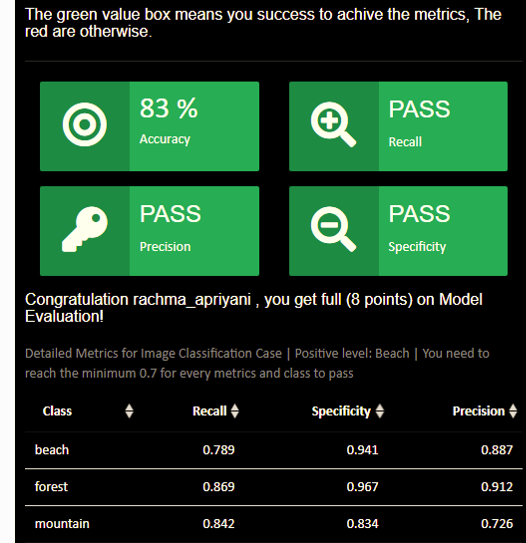 The green value box means you success to achive the metrics, The
red are otherwise.
83 %
Accuracy
PASS
Recall
PASS
Precision
PASS
Specificity
Congratulation rachma_apriyani , you get full (8 points) on Model
Evaluation!
Detailed Metrics for Image Classification Case | Positive level: Beach | You need to
reach the minimum 0.7 for every metrics and class to pass
Class Recall Specificity Precision
beach 0.789 0.941 0.887
forest 0.869 0.967 0.912
mountain 0.842 0.834 0.726